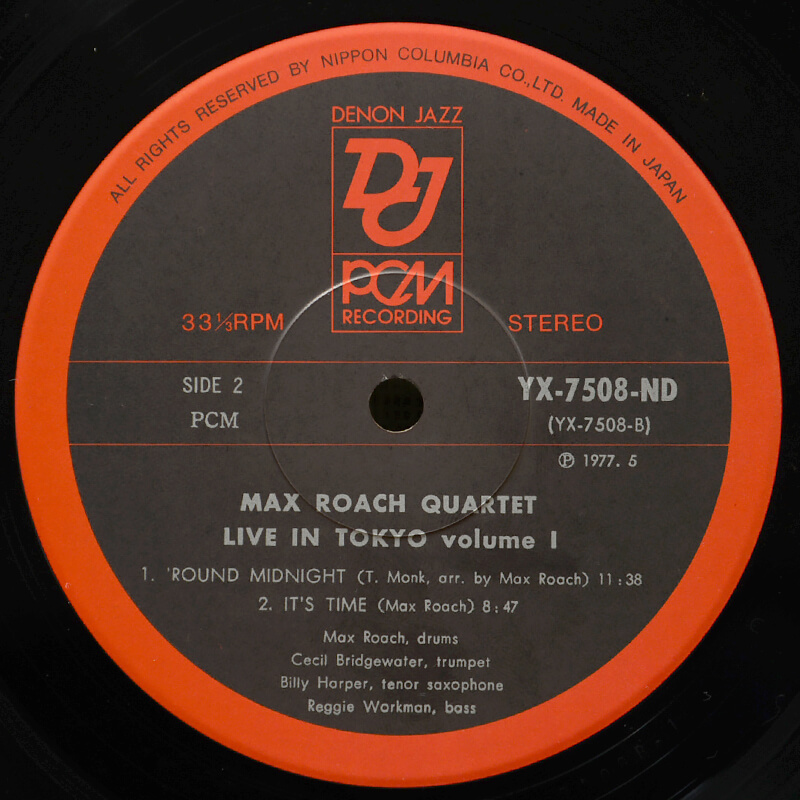 ALL RIGHTS RESERVED BY NIPPON COLUMBIA CO.,LTD. MADE IN JAPAN
DENON JAZZ
DJ
PCM
RECORDING
33⅓RPM STEREO
SIDE 2 YX-7508-ND
PCM (YX-7508-B)
Ⓟ 1977. 5
MAX ROACH QUARTET
LIVE IN TOKYO volume I
1. 'ROUND MIDNIGHT (T. Monk, arr. by Max Roach) 11:38
2. IT'S TIME (Max Roach) 8:47
Max Roach, drums
Cecil Bridgewater, trumpet
Billy Harper, tenor saxophone
Reggie Workman, bass